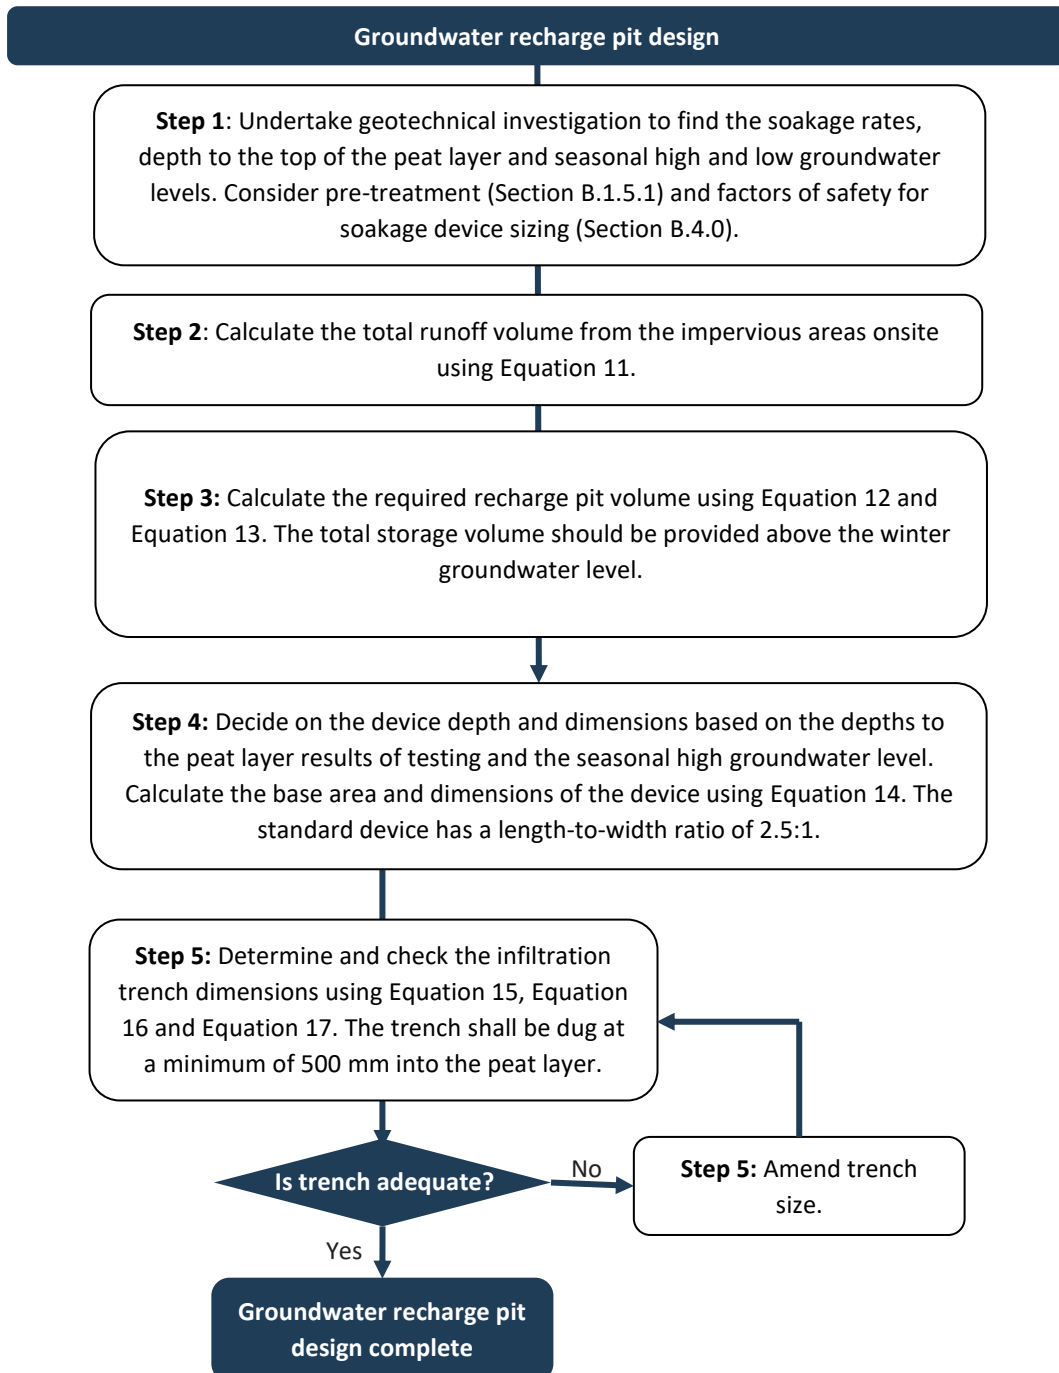 Groundwater recharge pit design
Step 1: Undertake geotechnical investigation to find the soakage rates,
depth to the top of the peat layer and seasonal high and low groundwater
levels. Consider pre-treatment (Section B.1.5.1) and factors of safety for
soakage device sizing (Section B.4.0).
Step 2: Calculate the total runoff volume from the impervious areas onsite
using Equation 11.
Step 3: Calculate the required recharge pit volume using Equation 12 and
Equation 13. The total storage volume should be provided above the winter
groundwater level.
Step 4: Decide on the device depth and dimensions based on the depths to
the peat layer results of testing and the seasonal high groundwater level.
Calculate the base area and dimensions of the device using Equation 14. The
standard device has a length-to-width ratio of 2.5:1.
Step 5: Determine and check the infiltration
trench dimensions using Equation 15, Equation
16 and Equation 17. The trench shall be dug at
a minimum of 500 mm into the peat layer.
Is trench adequate?
No
Step 5: Amend trench
size.
Yes
Groundwater recharge pit
design complete